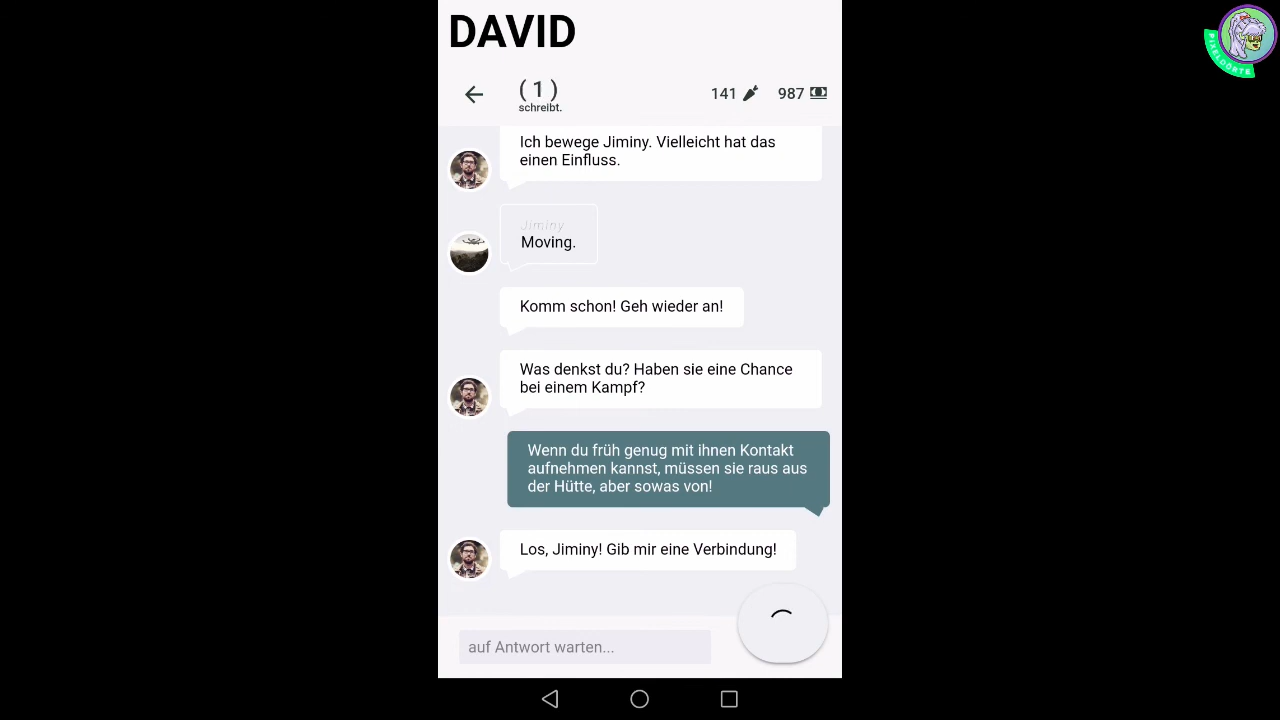 DAVID
( 1 )
schreibt.
141
987
PIXELDÖRTE
Ich bewege Jiminy. Vielleicht hat das
einen Einfluss.
Jiminy
Moving.
Komm schon! Geh wieder an!
Was denkst du? Haben sie eine Chance
bei einem Kampf?
Wenn du früh genug mit ihnen Kontakt
aufnehmen kannst, müssen sie raus aus
der Hütte, aber sowas von!
Los, Jiminy! Gib mir eine Verbindung!
auf Antwort warten...